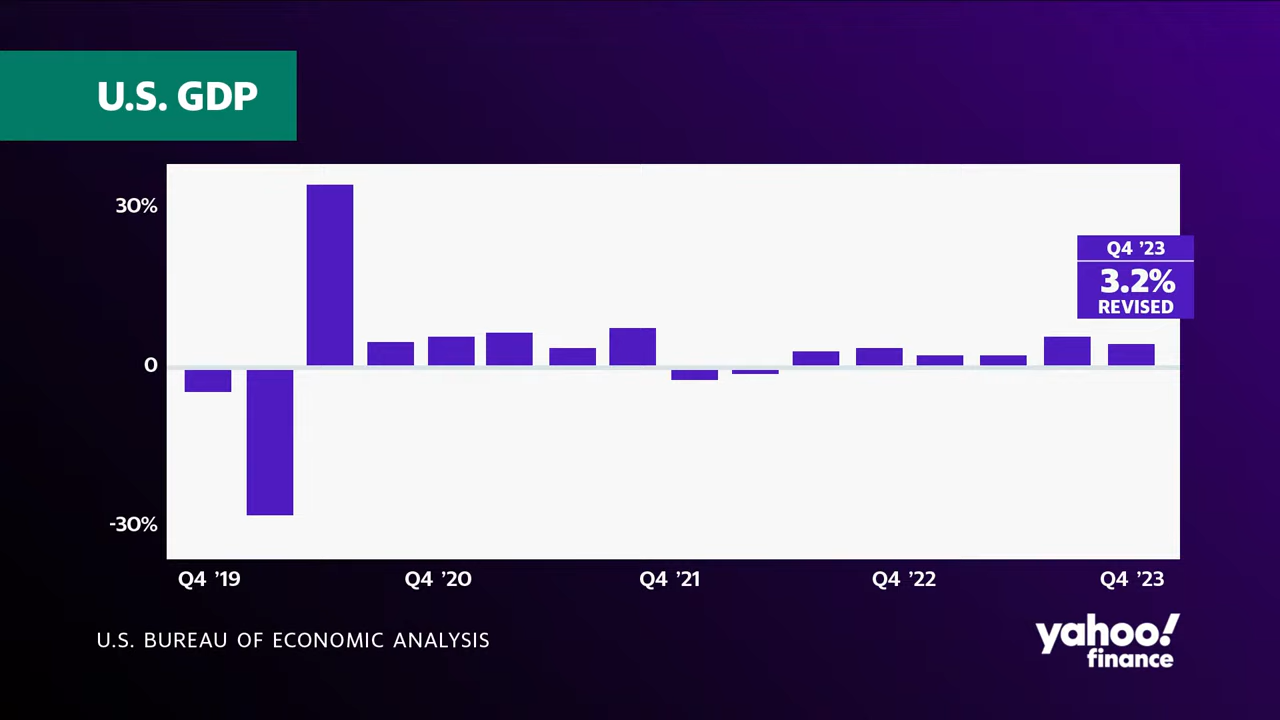 U.S. GDP
30%
0
-30%
Q4 ’23
3.2%
REVISED
Q4 ’19
Q4 ’20
Q4 ’21
Q4 ’22
Q4 ’23
U.S. BUREAU OF ECONOMIC ANALYSIS
yahoo!
finance